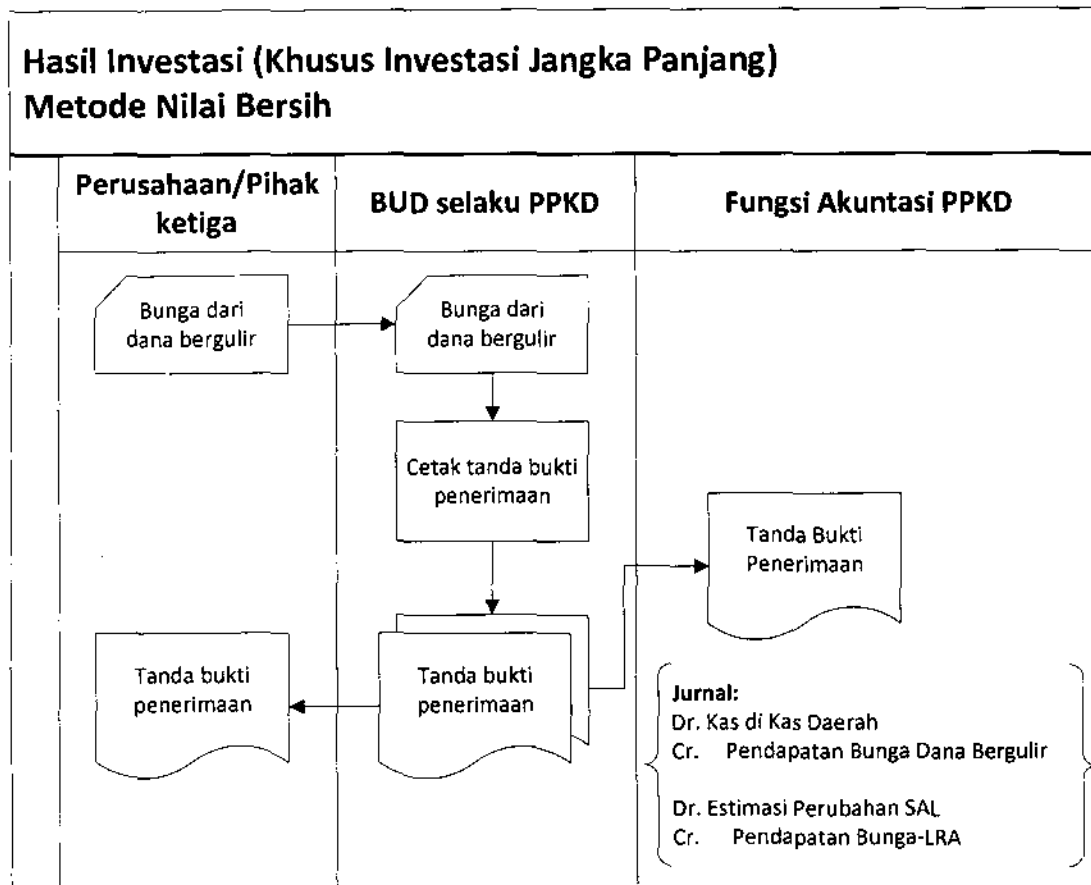 Hasil Investasi (Khusus Investasi Jangka Panjang)
Metode Nilai Bersih
Perusahaan/Pihak
ketiga
BUD selaku PPKD
Fungsi Akuntasi PPKD
Bunga dari
dana bergulir
Bunga dari
dana bergulir
Cetak tanda bukti
penerimaan
Tanda Bukti
Penerimaan
Tanda bukti
penerimaan
Tanda bukti
penerimaan
Jurnal:
Dr. Kas di Kas Daerah
Cr. Pendapatan Bunga Dana Bergulir
Dr. Estimasi Perubahan SAL
Cr. Pendapatan Bunga-LRA